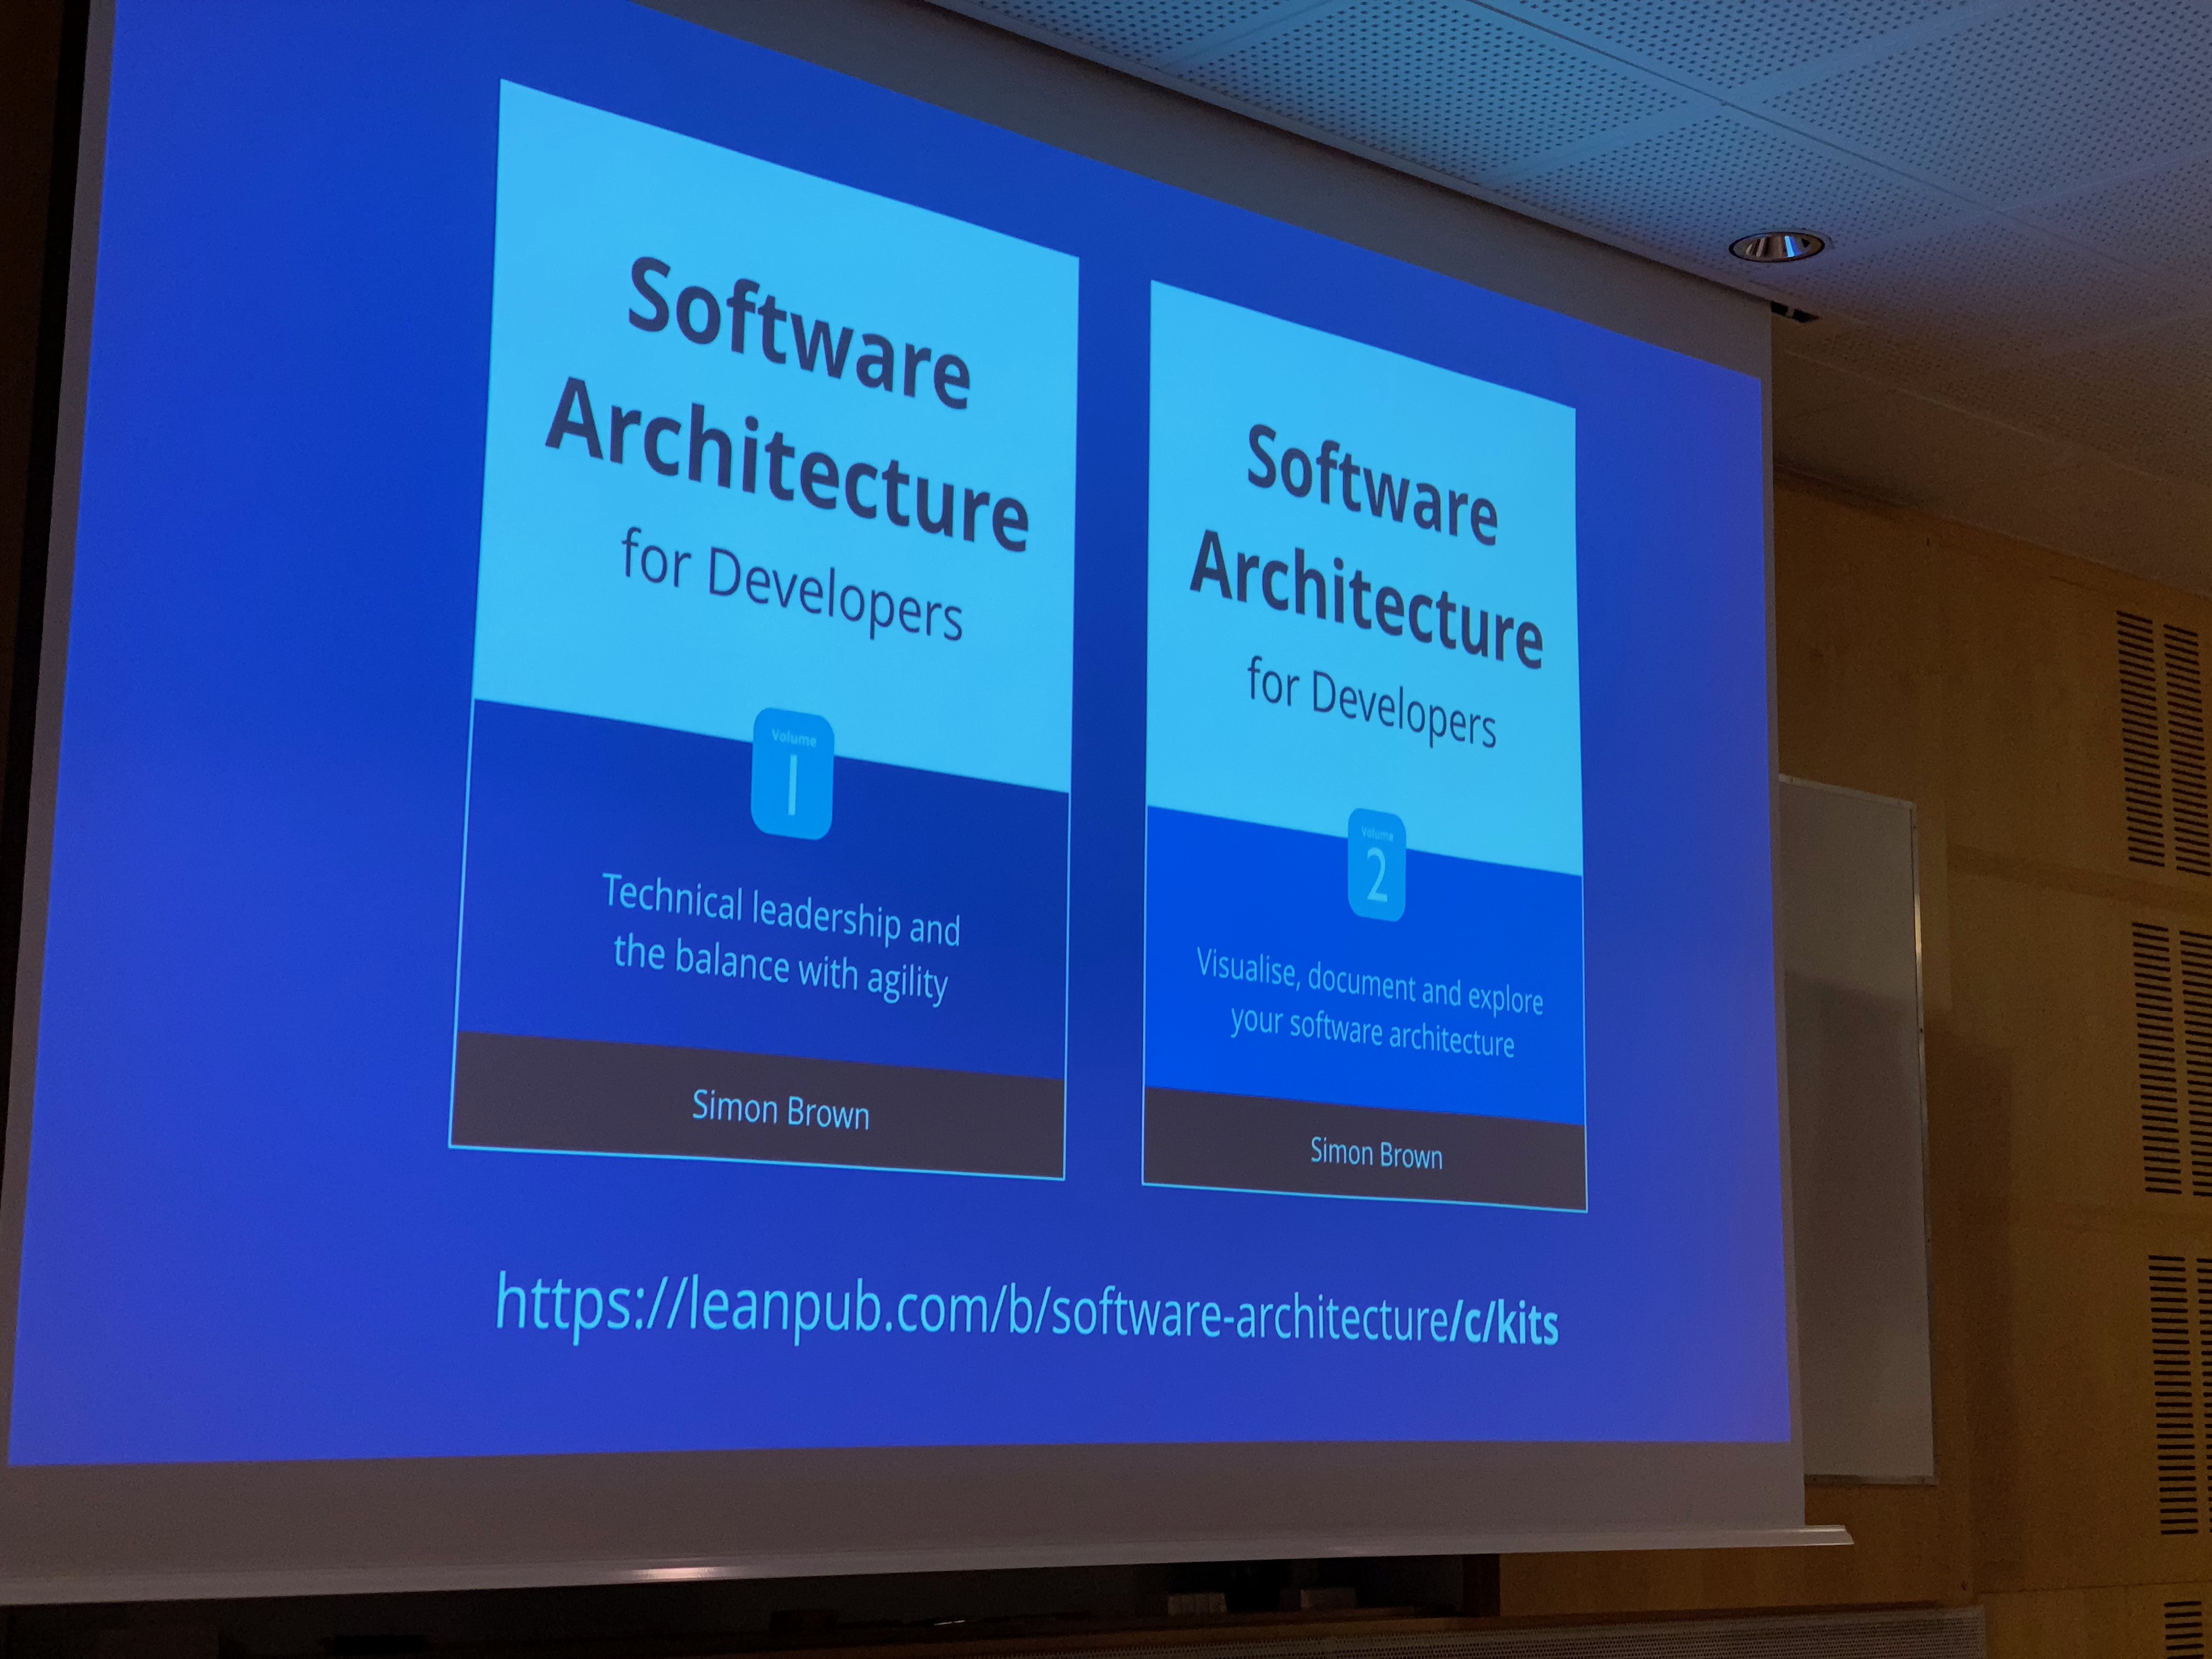 Software
Architecture
for Developers
Volume
1
Technical leadership and
the balance with agility
Simon Brown
Software
Architecture
for Developers
Volume
2
Visualise, document and explore
your software architecture
Simon Brown
https://leanpub.com/b/software-architecture/c/kits